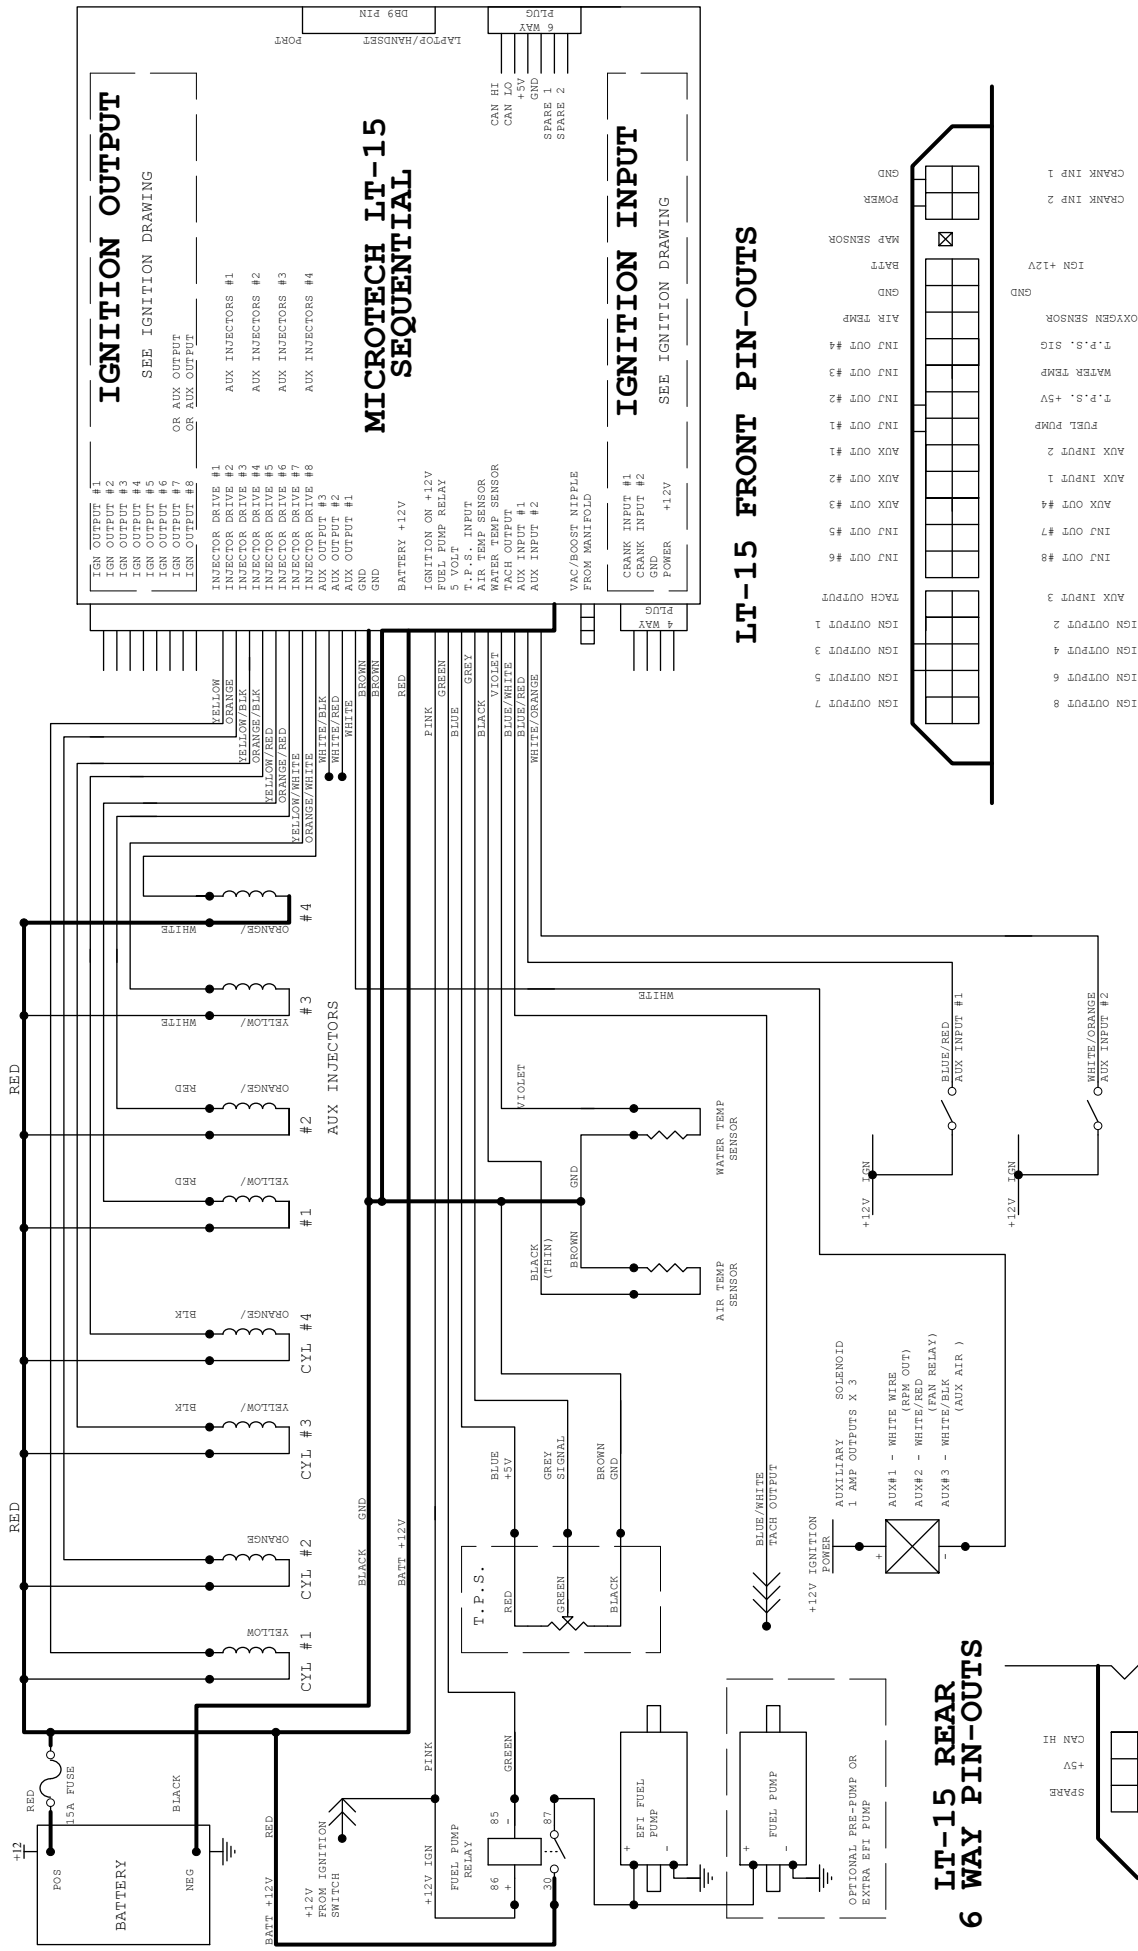 DB9 PIN
LAPTOP/HANDSET
PORT
6 WAY
PLUG
CAN HI
CAN LO
+5V
GND
SPARE 1
SPARE 2
IGNITION OUTPUT
SEE IGNITION DRAWING
IGN OUTPUT #1
IGN OUTPUT #2
IGN OUTPUT #3
IGN OUTPUT #4
IGN OUTPUT #5
IGN OUTPUT #6
IGN OUTPUT #7
OR AUX OUTPUT
IGN OUTPUT #8
OR AUX OUTPUT
MICROTECH LT-15
SEQUENTIAL
INJECTOR DRIVE #1
INJECTOR DRIVE #2
AUX INJECTORS #1
INJECTOR DRIVE #3
INJECTOR DRIVE #4
AUX INJECTORS #2
INJECTOR DRIVE #5
INJECTOR DRIVE #6
AUX INJECTORS #3
INJECTOR DRIVE #7
INJECTOR DRIVE #8
AUX INJECTORS #4
AUX OUTPUT #3
AUX OUTPUT #2
AUX OUTPUT #1
GND
GND
BATTERY +12V
IGNITION ON +12V
FUEL PUMP RELAY
5 VOLT
T.P.S. INPUT
AIR TEMP SENSOR
WATER TEMP SENSOR
TACH OUTPUT
AUX INPUT #1
AUX INPUT #2
VAC/BOOST NIPPLE
FROM MANIFOLD
IGNITION INPUT
SEE IGNITION DRAWING
CRANK INPUT #1
CRANK INPUT #2
GND
POWER +12V
4 WAY
PLUG
YELLOW
ORANGE
YELLOW/BLK
ORANGE/BLK
YELLOW/RED
ORANGE/RED
YELLOW/WHITE
ORANGE/WHITE
WHITE/BLK
WHITE/RED
WHITE
BROWN
BROWN
RED
PINK
GREEN
BLUE
GREY
BLACK
VIOLET
BLUE/WHITE
BLUE/RED
WHITE/ORANGE
RED
RED
ORANGE/
WHITE
#4
YELLOW/
WHITE
#3
ORANGE/
RED
#2
YELLOW/
RED
#1
AUX INJECTORS
ORANGE/
BLK
CYL #4
YELLOW/
BLK
CYL #3
ORANGE
CYL #2
YELLOW
CYL #1
WHITE
VIOLET
WATER TEMP
SENSOR
GND
BROWN
BLACK
(THIN)
AIR TEMP
SENSOR
BLUE/RED
AUX INPUT #1
+12V IGN
WHITE/ORANGE
AUX INPUT #2
+12V IGN
BLACK GND
BATT +12V
BLUE
+5V
GREY
SIGNAL
BROWN
GND
T.P.S.
RED
GREEN
BLACK
BLUE/WHITE
TACH OUTPUT
+12V IGNITION
POWER
+
-
AUXILIARY SOLENOID
1 AMP OUTPUTS X 3
AUX#1 - WHITE WIRE
(RPM OUT)
AUX#2 - WHITE/RED
(FAN RELAY)
AUX#3 - WHITE/BLK
(AUX AIR )
+12
RED
15A FUSE
POS
BATTERY
NEG
BLACK
BATT +12V RED
+12V
FROM IGNITION
SWITCH
PINK
+12V IGN
GREEN
FUEL PUMP
RELAY
85
-
86
+
87
30
EFI FUEL
PUMP
+
-
FUEL PUMP
+
-
OPTIONAL PRE-PUMP OR
EXTRA EFI PUMP
LT-15 FRONT PIN-OUTS
GND
POWER
MAP SENSOR
BATT
GND
AIR TEMP
INJ OUT #4
INJ OUT #3
INJ OUT #2
INJ OUT #1
AUX OUT #1
AUX OUT #2
AUX OUT #3
INJ OUT #5
INJ OUT #6
TACH OUTPUT
IGN OUTPUT 1
IGN OUTPUT 3
IGN OUTPUT 5
IGN OUTPUT 7
CRANK INP 1
CRANK INP 2
IGN +12V
GND
OXYGEN SENSOR
T.P.S. SIG
WATER TEMP
T.P.S. +5V
FUEL PUMP
AUX INPUT 2
AUX INPUT 1
AUX OUT #4
INJ OUT #7
INJ OUT #8
AUX INPUT 3
IGN OUTPUT 2
IGN OUTPUT 4
IGN OUTPUT 6
IGN OUTPUT 8
LT-15 REAR
6 WAY PIN-OUTS
CAN HI
+5V
SPARE